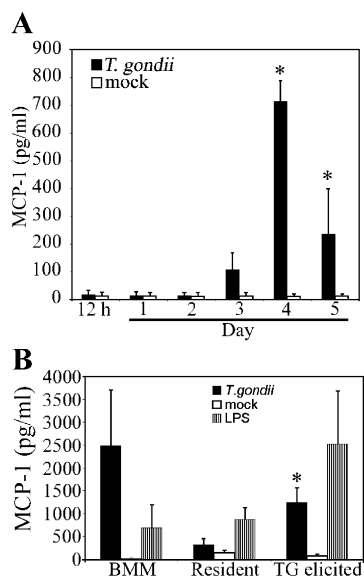 A
900
800
700
600
500
400
300
200
100
0
MCP-1 (pg/ml)
T. gondii
mock
*
*
12 h 1 2 3 4 5
Day
B
4000
3500
3000
2500
2000
1500
1000
500
0
MCP-1 (pg/ml)
T.gondii
mock
LPS
*
BMM Resident TG elicited